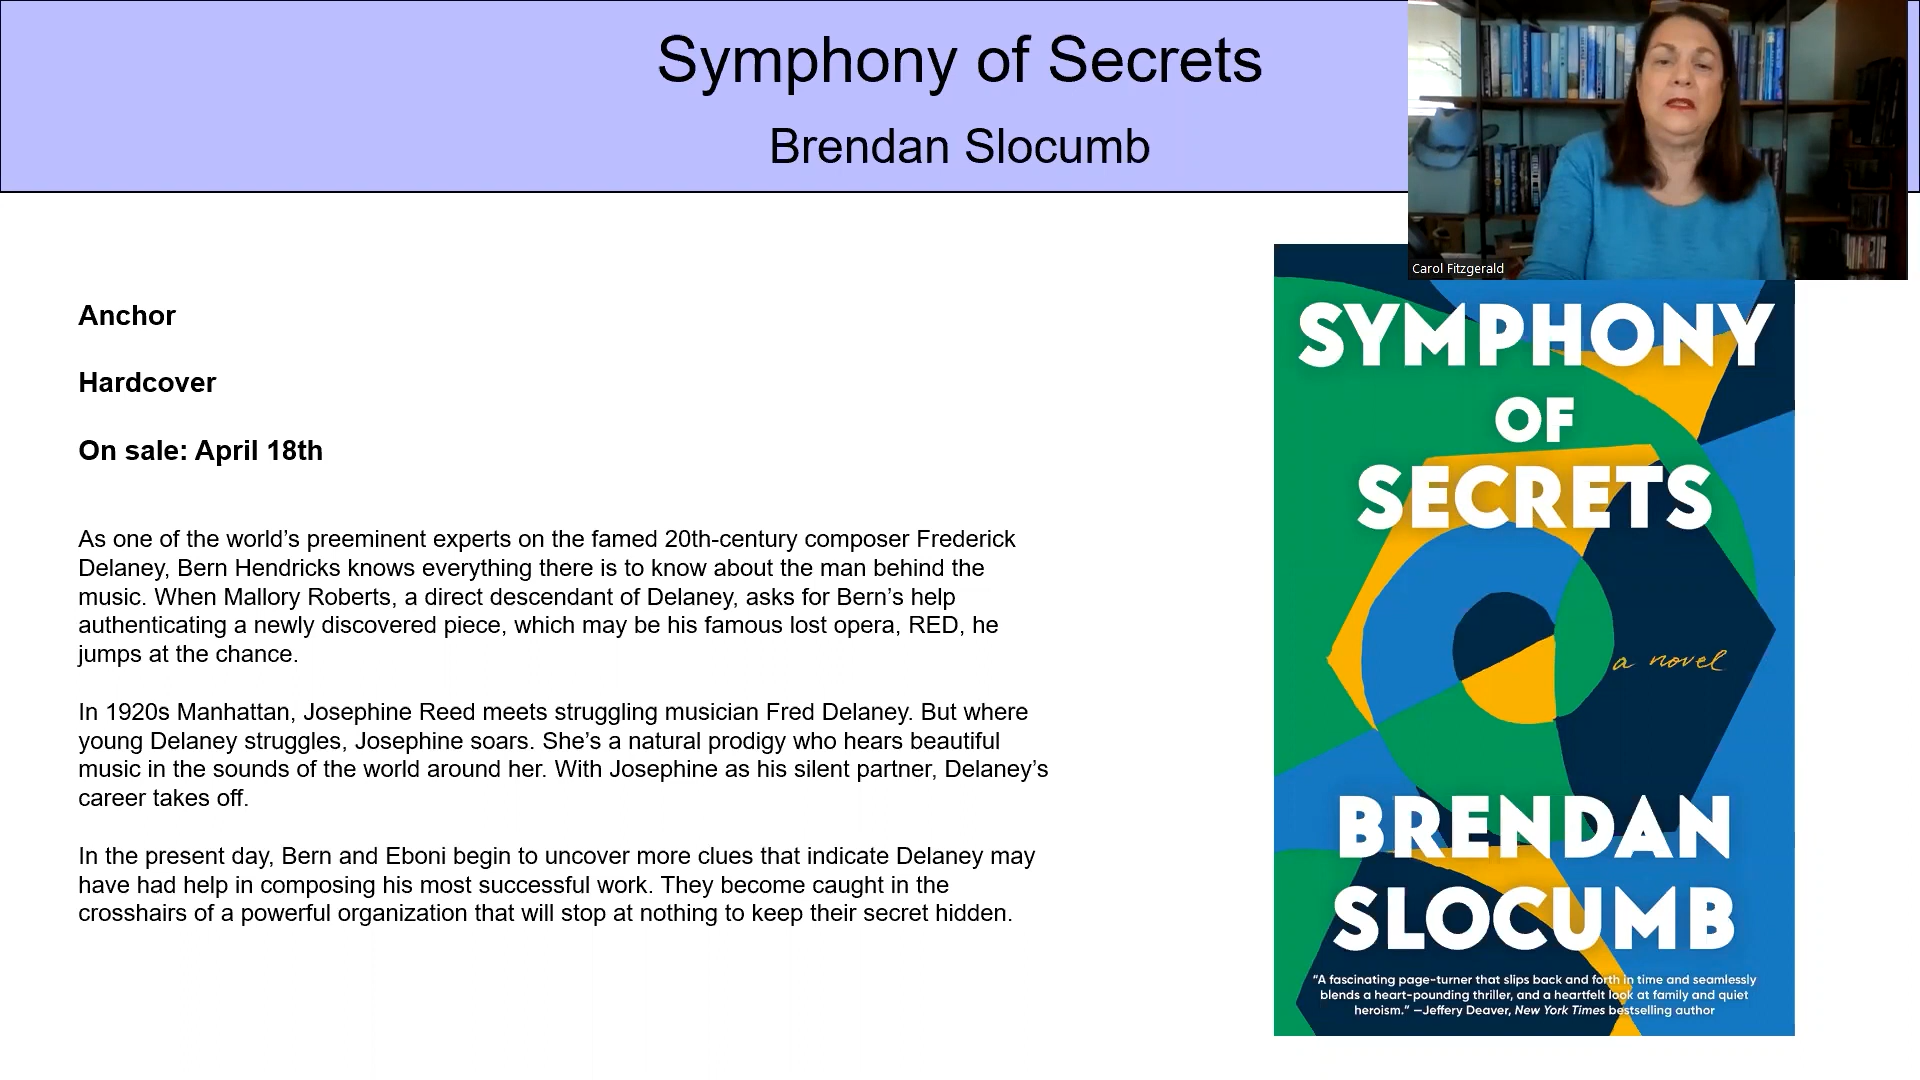 Symphony of Secrets
Brendan Slocumb
Carol Fitzgerald
Anchor
Hardcover
On sale: April 18th
As one of the world’s preeminent experts on the famed 20th-century composer Frederick
Delaney, Bern Hendricks knows everything there is to know about the man behind the
music. When Mallory Roberts, a direct descendant of Delaney, asks for Bern’s help
authenticating a newly discovered piece, which may be his famous lost opera, RED, he
jumps at the chance.
In 1920s Manhattan, Josephine Reed meets struggling musician Fred Delaney. But where
young Delaney struggles, Josephine soars. She’s a natural prodigy who hears beautiful
music in the sounds of the world around her. With Josephine as his silent partner, Delaney’s
career takes off.
In the present day, Bern and Eboni begin to uncover more clues that indicate Delaney may
have had help in composing his most successful work. They become caught in the
crosshairs of a powerful organization that will stop at nothing to keep their secret hidden.
SYMPHONY
OF
SECRETS
a novel
BRENDAN
SLOCUMB
“A fascinating page-turner that slips back and forth in time and seamlessly
blends a heart-pounding thriller, and a heartfelt look at family and quiet
heroism.” —Jeffery Deaver, New York Times bestselling author